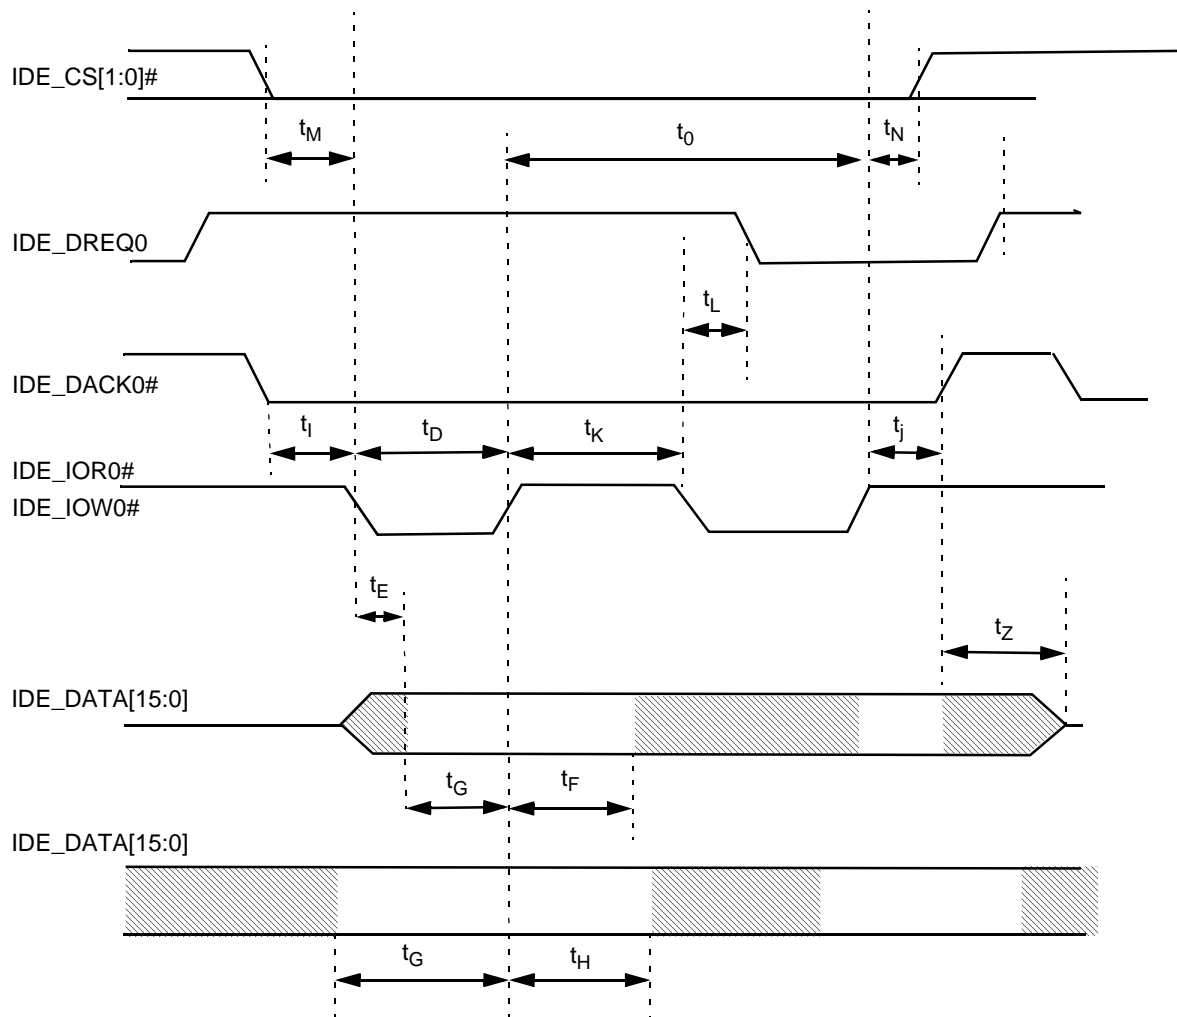 IDE_CS[1:0]#
tM
t0
tN
IDE_DREQ0
tL
IDE_DACK0#
tI
tD
tK
tj
IDE_IOR0#
IDE_IOW0#
tE
tZ
IDE_DATA[15:0]
tG
tF
IDE_DATA[15:0]
tG
tH